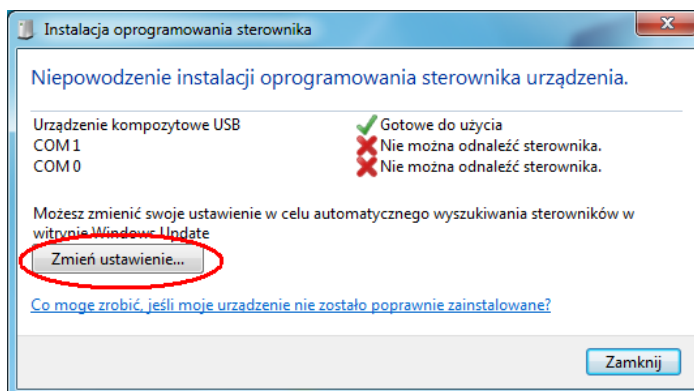 Instalacja oprogramowania sterownika
Niepowodzenie instalacji oprogramowania sterownika urządzenia.
Urządzenie kompozytowe USB Gotowe do użycia
COM 1 Nie można odnaleźć sterownika.
COM 0 Nie można odnaleźć sterownika.
Możesz zmienić swoje ustawienie w celu automatycznego wyszukiwania sterowników w
witrynie Windows Update
Zmień ustawienie...
Co mogę zrobić, jeśli moje urządzenie nie zostało poprawnie zainstalowane?
Zamknij